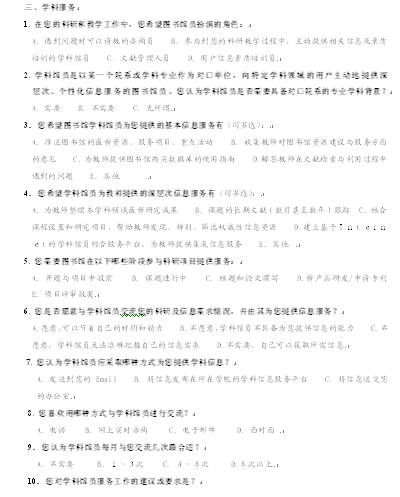 三、学科服务：
1. 在您的科研和教学工作中，您希望图书馆员扮演的角色：
A. 遇到问题时可以请教的咨询员 B. 参与到您的科研教学过程中，主动提供相关信息及素质
培训的学科馆员 C. 文献管理人员 D. 用户信息素质培训员
2. 学科馆员是以某一个院系或学科专业作为对口单位，向特定学科领域的用户主动地提供深
层次、个性化信息服务的图书馆员。您认为学科馆员是否需要具备对口院系的专业学科背景？
A. 需要 B. 不需要 C. 无所谓
3. 您希望图书馆学科馆员为您提供的基本信息服务有（可多选）：
A. 推送图书馆的最新资源、服务项目、重点活动 B. 收集教师对图书馆资源建设与服务方面
的意见 C. 为教师提供图书馆购买数据库的使用指南 D.解答教师在文献检索与利用过程中
遇到的问题 E. 其他
4. 您希望学科馆员为教师提供的深层次信息服务有（可多选）：
A. 为教师整理本学科领域最新研究成果 B. 课题的长期文献（数月甚至数年）跟踪 C. 结合
课程设置和研究项目，帮助教师发现、辨别、筛选权威性信息资源 D.建立基于Intern
et的学科馆员综合服务平台，为教师提供集成信息服务 E. 其他
5. 您需要图书馆在以下哪些阶段参与科研项目提供服务：
A. 开题与项目申报前 B. 课题进行中 C. 结题和论文撰写 D.新产品研发/申请专利
E. 项目评审报奖
6. 您是否愿意与学科馆员交流您的科研及信息需求情况，并由其为您提供信息服务？
A.愿意,可以节省自己的时间和精力 B.不愿意,学科馆员不具备为您提供信息的能力 C.不
愿意，学科馆员无法准确把握自己的信息需求 D.不需要，自己可以获取所需信息
7. 您认为学科馆员应采取哪种方式为您提供学科信息？
A. 发送到您的 Email B. 将信息发布在所在学院的学科信息服务平台 C. 将信息送交您
的办公室
8. 您喜欢用哪种方式与学科馆员进行交流？
A. 电话 B. 网上实时咨询 C. 电子邮件 D. 面对面
9. 您认为学科馆员每月与您交流几次最合适？
A. 不需要 B. 1～3次 C. 4～8次 D.8次以上
10. 您对学科馆员服务工作的建议或要求是？